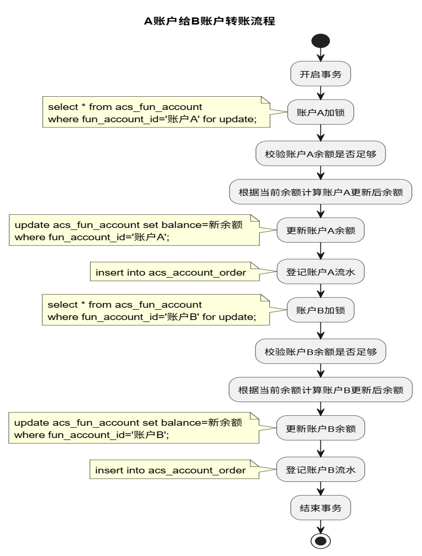 A账户给B账户转账流程
开启事务
select * from acs_fun_account
where fun_account_id='账户A' for update;
账户A加锁
校验账户A余额是否足够
根据当前余额计算账户A更新后余额
update acs_fun_account set balance=新余额
where fun_account_id='账户A';
更新账户A余额
insert into acs_account_order
登记账户A流水
select * from acs_fun_account
where fun_account_id='账户B' for update;
账户B加锁
校验账户B余额是否足够
根据当前余额计算账户B更新后余额
update acs_fun_account set balance=新余额
where fun_account_id='账户B';
更新账户B余额
insert into acs_account_order
登记账户B流水
结束事务